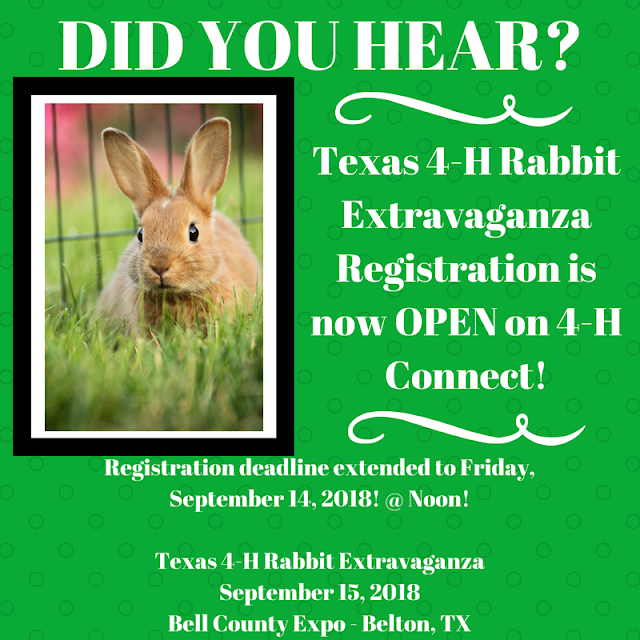 DID YOU HEAR?
Texas 4-H Rabbit
Extravaganza
Registration is
now OPEN on 4-H
Connect!
Registration deadline extended to Friday,
September 14, 2018! @ Noon!
Texas 4-H Rabbit Extravaganza
September 15, 2018
Bell County Expo - Belton, TX